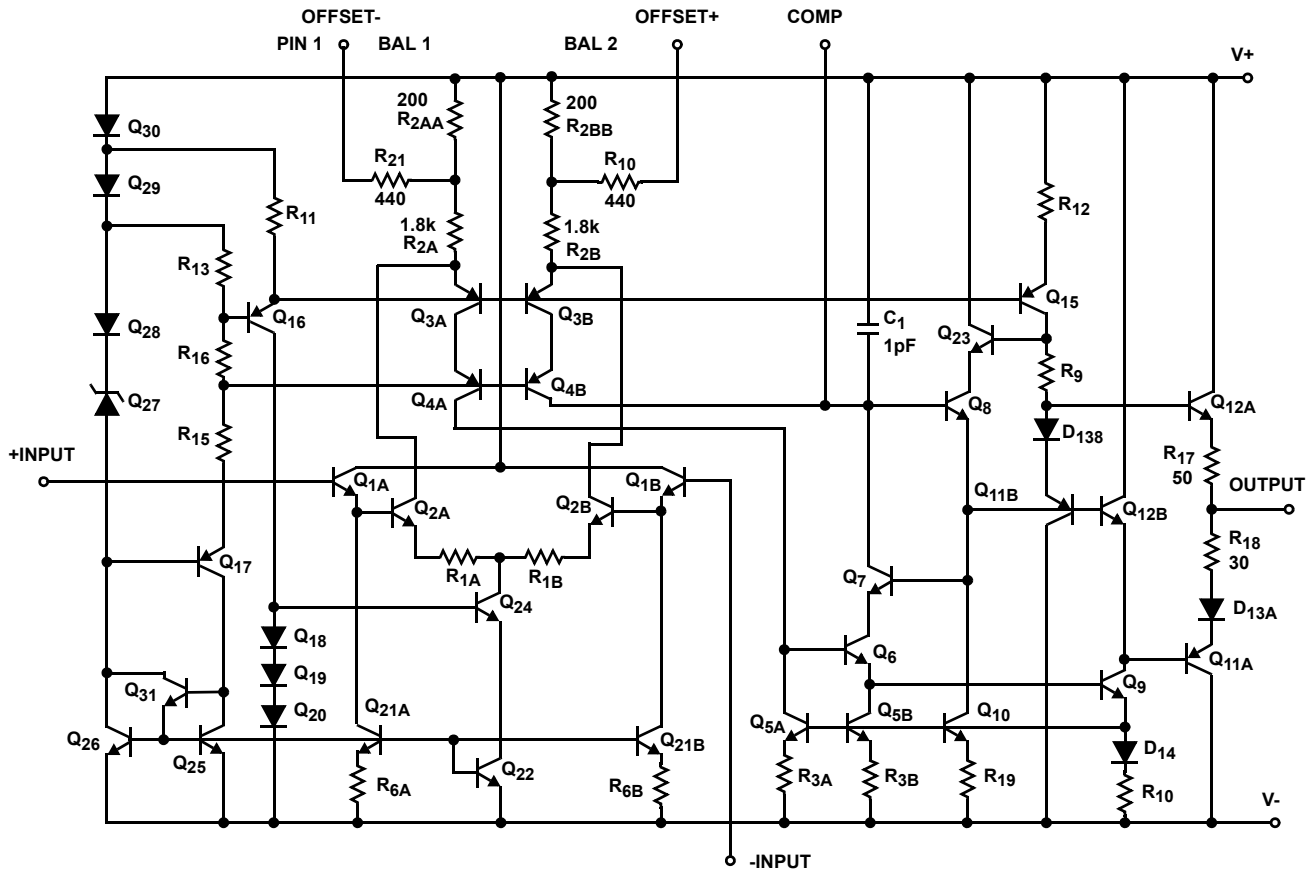 OFFSET- OFFSET+ COMP
PIN 1 BAL 1 BAL 2
V+
200
R2AA
200
R2BB
Q30
R21
440
R10
440
Q29
R11
1.8k
R2A
1.8k
R2B
R12
R13
Q16
Q3A
Q3B
Q15
Q28
R16
C1
1pF
Q23
R9
Q27
Q4A
Q4B
Q8
Q12A
R15
D138
+INPUT
R17
50
OUTPUT
Q1A
Q2A
Q2B
Q1B
Q11B
Q12B
R18
30
Q17
R1A
R1B
Q7
Q24
D13A
Q18
Q6
Q11A
Q19
Q9
Q31
Q20
Q21A
Q5A
Q5B
Q10
Q26
Q25
Q22
Q21B
D14
R6A
R6B
R3A
R3B
R19
R10
V-
-INPUT